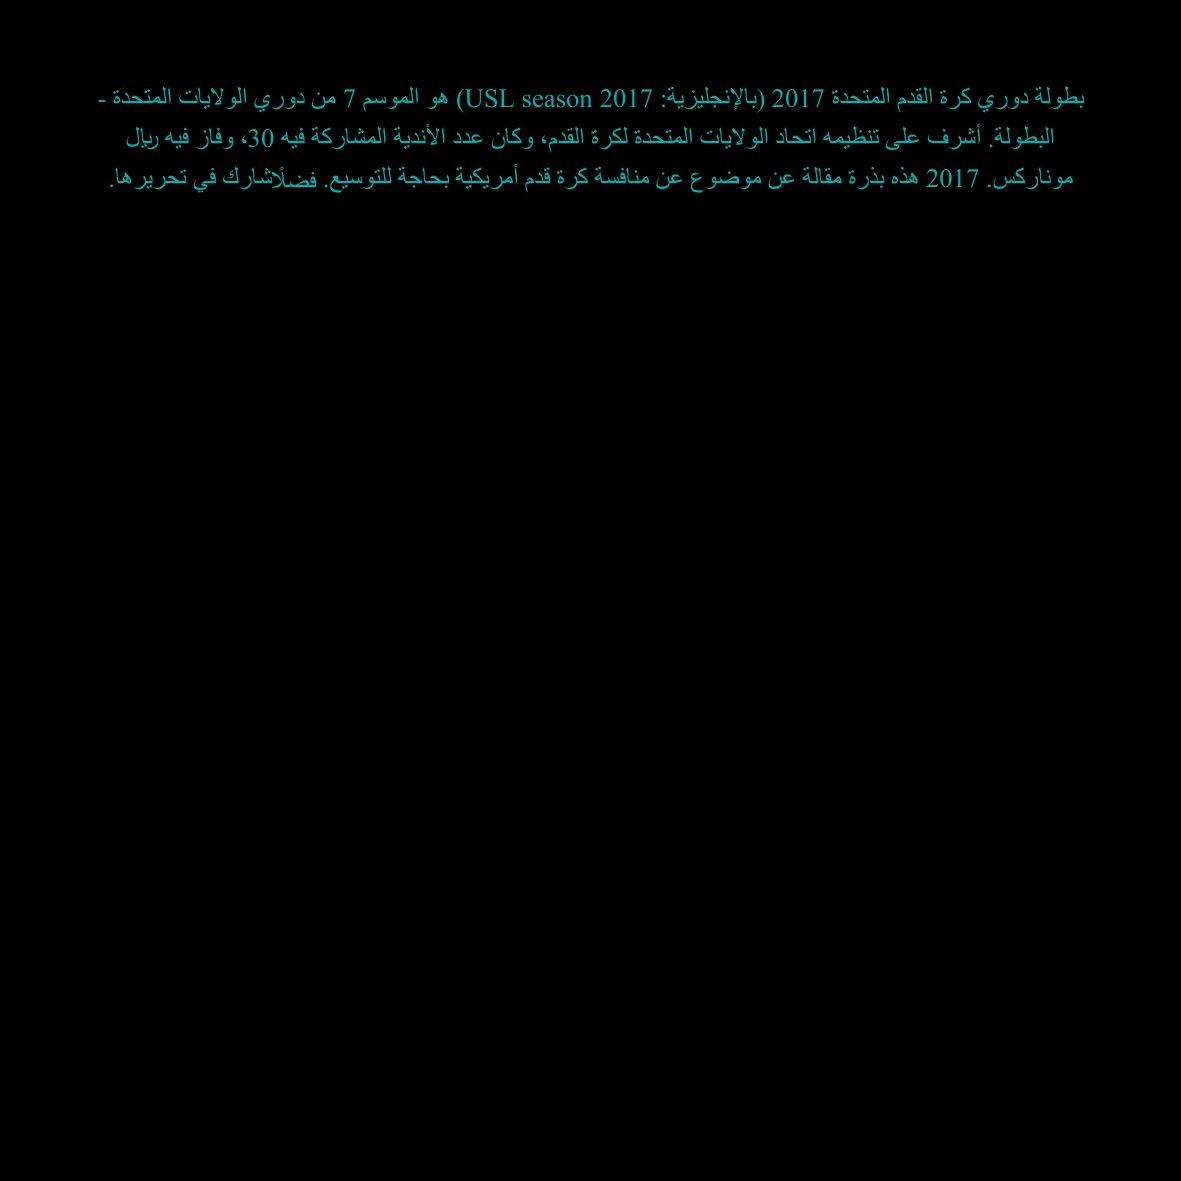 بطولة دوري كرة القدم المتحدة 2017 (بالإنجليزية: 2017 USL season) هو الموسم 7 من دوري الولايات المتحدة -
البطولة. أشرف على تنظيمه اتحاد الولايات المتحدة لكرة القدم، وكان عدد الأندية المشاركة فيه 30، وفاز فيه ريل
موناركس. 2017 هذه بذرة مقالة عن موضوع عن منافسة كرة قدم أمريكية بحاجة للتوسيع. فضلًاشارك في تحريرها.